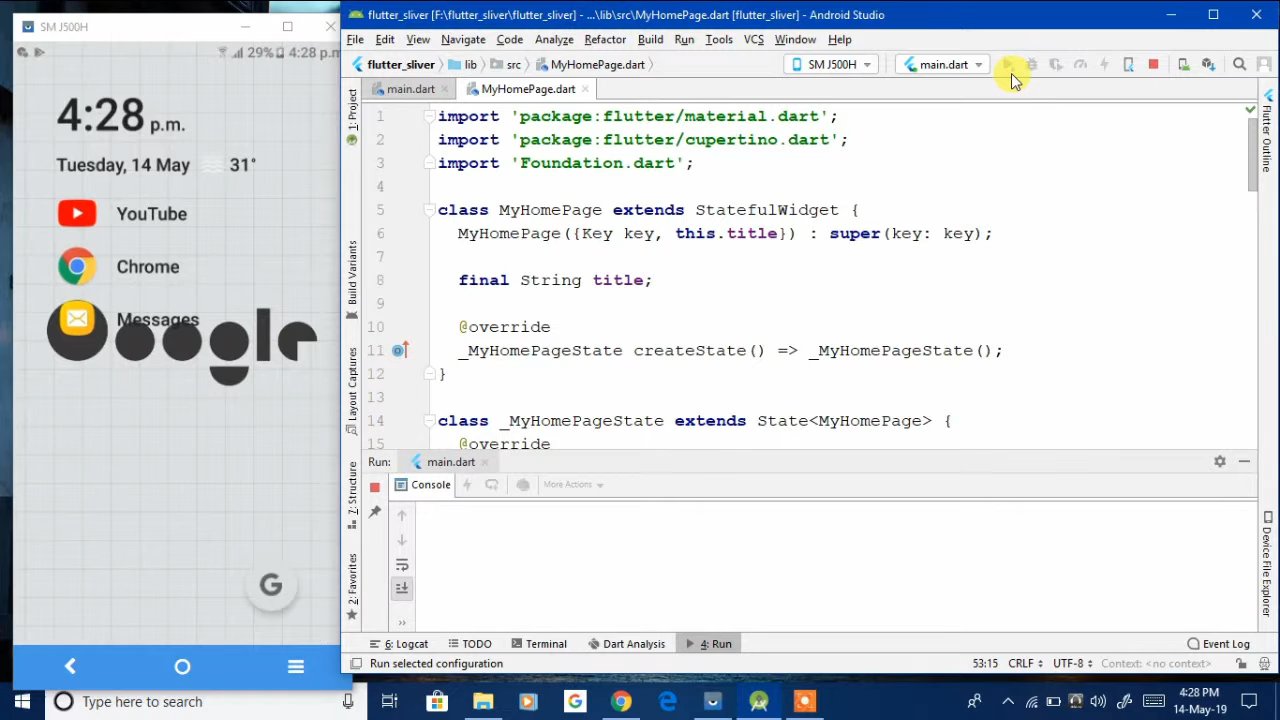 SM J500H
29% 4:28 p.m
4:28 p.m.
Tuesday, 14 May 31°
YouTube
Chrome
Messages
Google
G
flutter_sliver [F:\flutter_sliver\flutter_sliver] - ...\lib\src\MyHomePage.dart [flutter_sliver] - Android Studio
File Edit View Navigate Code Analyze Refactor Build Run Tools VCS Window Help
flutter_sliver lib src MyHomePage.dart SM J500H main.dart
main.dart MyHomePage.dart
1 import 'package:flutter/material.dart';
2 import 'package:flutter/cupertino.dart';
3 import 'Foundation.dart';
4
5 class MyHomePage extends StatefulWidget {
6 MyHomePage({Key key, this.title}) : super(key: key);
7
8 final String title;
9
10 @override
11 _MyHomePageState createState() => _MyHomePageState();
12 }
13
14 class _MyHomePageState extends State<MyHomePage> {
15 @override
1: Project
Build Variants
Layout Captures
7: Structure
2: Favorites
Flutter Outline
Device File Explorer
Run: main.dart
Console More Actions
6: Logcat TODO Terminal Dart Analysis 4: Run Event Log
Run selected configuration 53:15 CRLF UTF-8 Context: <no context>
Type here to search
4:28 PM
14-May-19